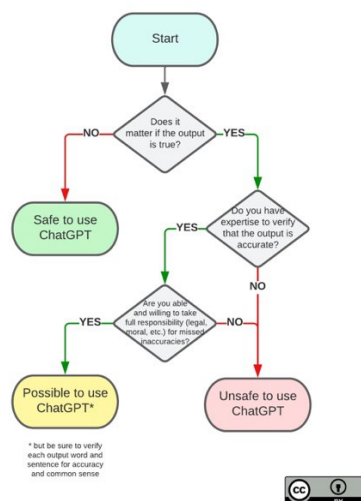 Start
Does it
matter if the output
is true?
NO
YES
Safe to use
ChatGPT
Do you have
expertise to verify
that the output is
accurate?
YES
NO
Are you able
and willing to take
full responsibility (legal,
moral, etc.) for missed
inaccuracies?
YES
NO
Possible to use
ChatGPT*
Unsafe to use
ChatGPT
* but be sure to verify
each output word and
sentence for accuracy
and common sense
cc
BY